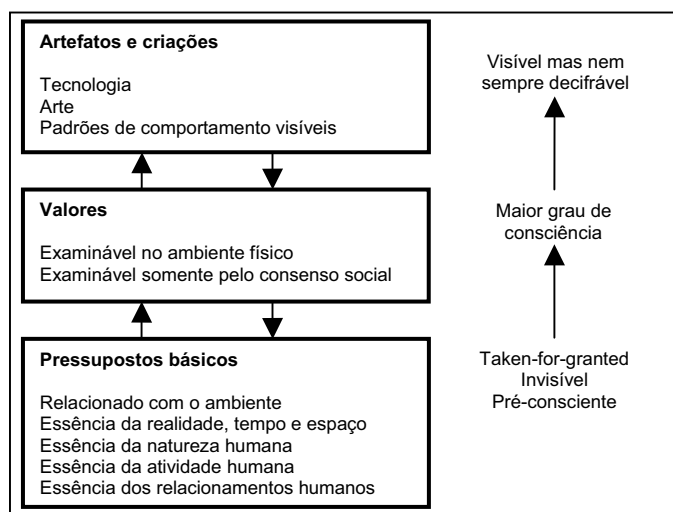 Artefatos e criações
Tecnologia
Arte
Padrões de comportamento visíveis
Visível mas nem
sempre decifrável
Valores
Examinável no ambiente físico
Examinável somente pelo consenso social
Maior grau de
consciência
Pressupostos básicos
Relacionado com o ambiente
Essência da realidade, tempo e espaço
Essência da natureza humana
Essência da atividade humana
Essência dos relacionamentos humanos
Taken-for-granted
Invisível
Pré-consciente